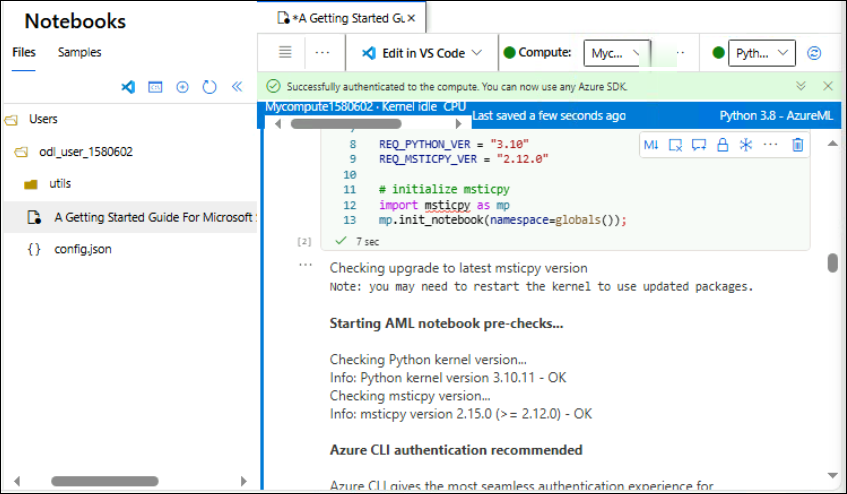 Notebooks
Files Samples
Users
odl_user_1580602
utils
A Getting Started Guide For Microsoft
{} config.json
*A Getting Started Gu
Edit in VS Code Compute: Myc... Pyth...
Successfully authenticated to the compute. You can now use any Azure SDK.
Mycompute1580602 · Kernel idle CPU
Last saved a few seconds ago
Python 3.8 - AzureML
M↓
7
8 REQ_PYTHON_VER = "3.10"
9 REQ_MSTICPY_VER = "2.12.0"
10
11 # initialize msticpy
12 import msticpy as mp
13 mp.init_notebook(namespace=globals());
[2] 7 sec
Checking upgrade to latest msticpy version
Note: you may need to restart the kernel to use updated packages.
Starting AML notebook pre-checks...
Checking Python kernel version...
Info: Python kernel version 3.10.11 - OK
Checking msticpy version...
Info: msticpy version 2.15.0 (>= 2.12.0) - OK
Azure CLI authentication recommended
Azure CLI gives the most seamless authentication experience for